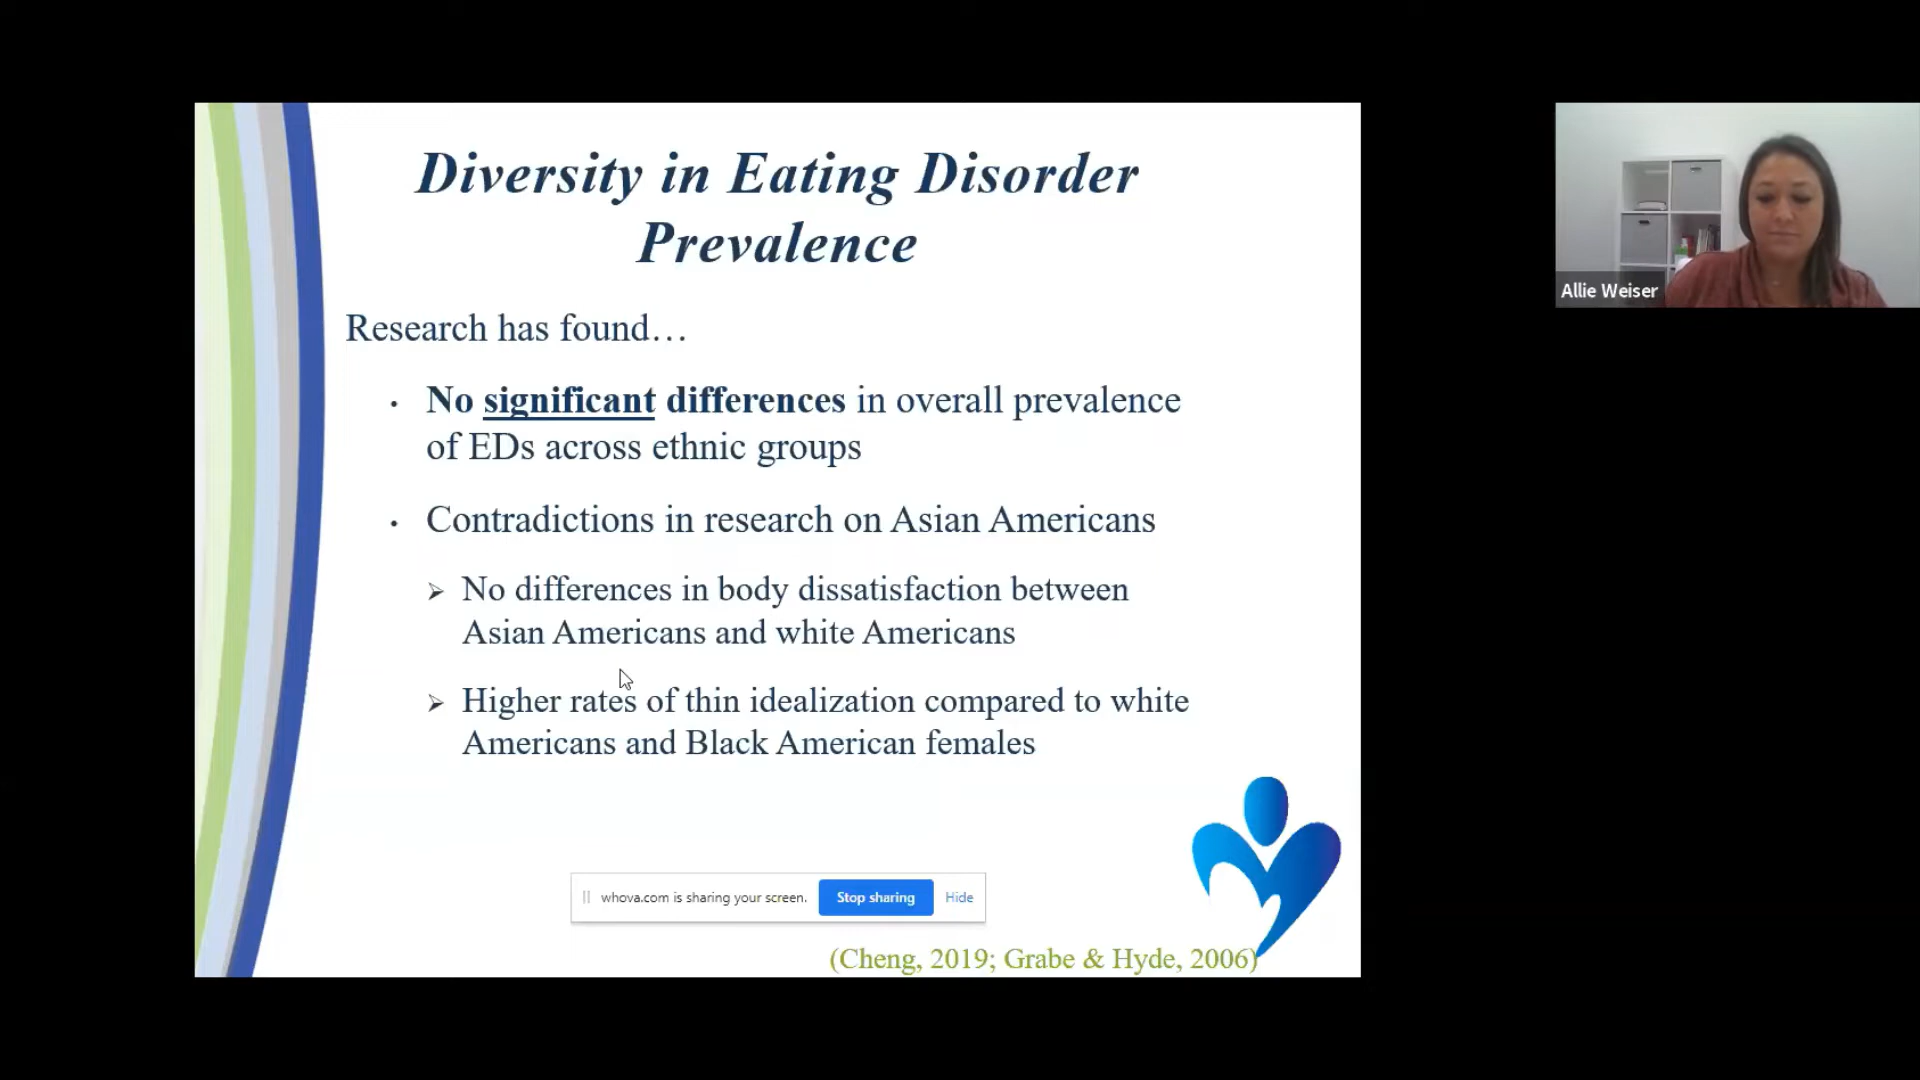 Diversity in Eating Disorder
Prevalence
Research has found…
• No significant differences in overall prevalence
of EDs across ethnic groups
• Contradictions in research on Asian Americans
➢ No differences in body dissatisfaction between
Asian Americans and white Americans
➢ Higher rates of thin idealization compared to white
Americans and Black American females
whova.com is sharing your screen. Stop sharing Hide
(Cheng, 2019; Grabe & Hyde, 2006)
Allie Weiser